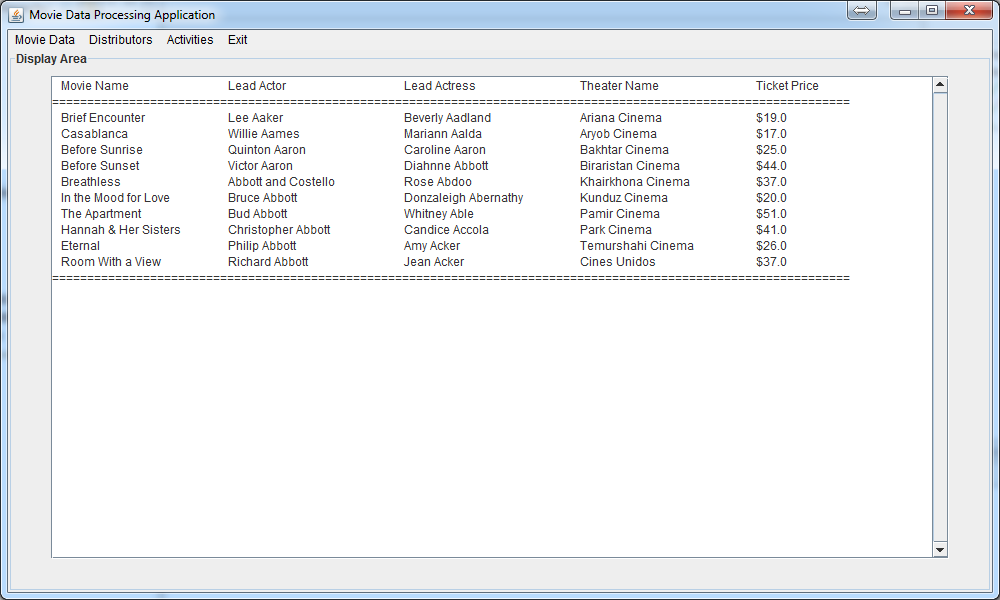 Movie Data Processing Application
Movie Data Distributors Activities Exit
Display Area
Movie Name Lead Actor Lead Actress Theater Name Ticket Price
Brief Encounter Lee Aaker Beverly Aadland Ariana Cinema $19.0
Casablanca Willie Aames Mariann Aalda Aryob Cinema $17.0
Before Sunrise Quinton Aaron Caroline Aaron Bakhtar Cinema $25.0
Before Sunset Victor Aaron Diahnne Abbott Biraristan Cinema $44.0
Breathless Abbott and Costello Rose Abdoo Khairkhona Cinema $37.0
In the Mood for Love Bruce Abbott Donzaleigh Abernathy Kunduz Cinema $20.0
The Apartment Bud Abbott Whitney Able Pamir Cinema $51.0
Hannah & Her Sisters Christopher Abbott Candice Accola Park Cinema $41.0
Eternal Philip Abbott Amy Acker Temurshahi Cinema $26.0
Room With a View Richard Abbott Jean Acker Cines Unidos $37.0